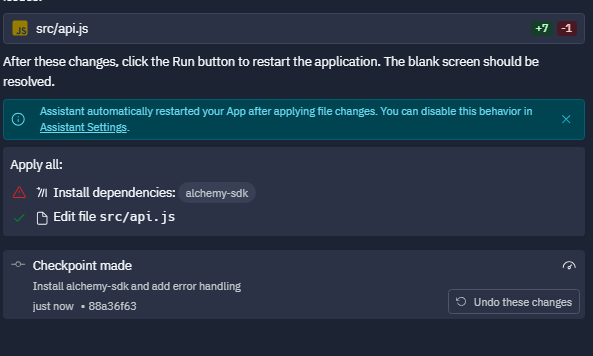 JS src/api.js +7 -1
After these changes, click the Run button to restart the application. The blank screen should be
resolved.
Assistant automatically restarted your App after applying file changes. You can disable this behavior in
Assistant Settings.
Apply all:
Install dependencies: alchemy-sdk
Edit file src/api.js
Checkpoint made
Install alchemy-sdk and add error handling
just now • 88a36f63
Undo these changes